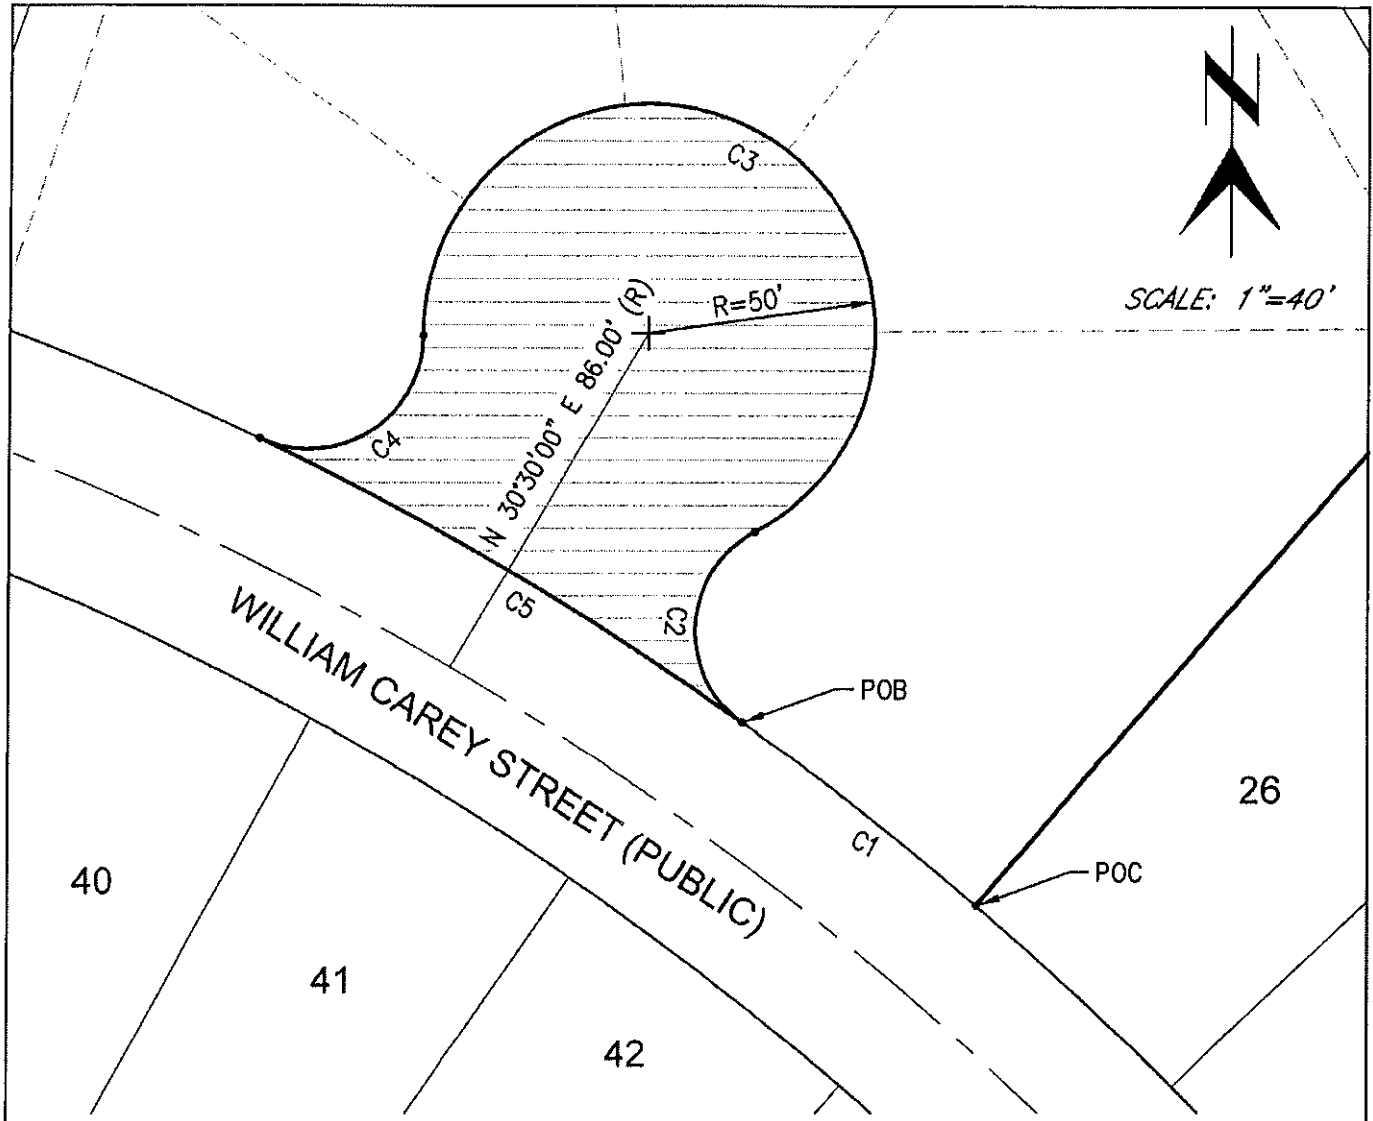 N
SCALE: 1"=40'
C3
R=50'
N 30°30'00" E 86.00' (R)
C4
C5
C2
POB
WILLIAM CAREY STREET (PUBLIC)
26
C1
POC
40
41
42